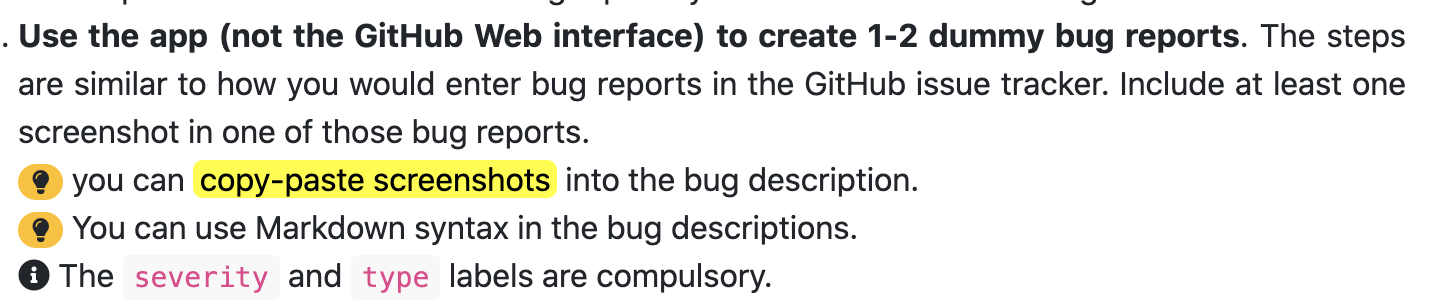 . Use the app (not the GitHub Web interface) to create 1-2 dummy bug reports. The steps
are similar to how you would enter bug reports in the GitHub issue tracker. Include at least one
screenshot in one of those bug reports.
you can copy-paste screenshots into the bug description.
You can use Markdown syntax in the bug descriptions.
The severity and type labels are compulsory.